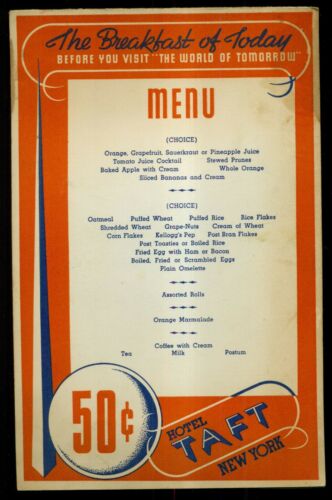 The Breakfast of Today
BEFORE YOU VISIT "THE WORLD OF TOMORROW"
MENU
(CHOICE)
Orange, Grapefruit, Sauerkraut or Pineapple Juice
Tomato Juice Cocktail Stewed Prunes
Baked Apple with Cream Whole Orange
Sliced Bananas and Cream
(CHOICE)
Oatmeal Puffed Wheat Puffed Rice Rice Flakes
Shredded Wheat Grape-Nuts Cream of Wheat
Corn Flakes Kellogg's Pep Post Bran Flakes
Post Toasties or Boiled Rice
Fried Egg with Ham or Bacon
Boiled, Fried or Scrambled Eggs
Plain Omelette
Assorted Rolls
Orange Marmalade
Coffee with Cream
Tea Milk Postum
50¢
HOTEL
TAFT
NEW YORK